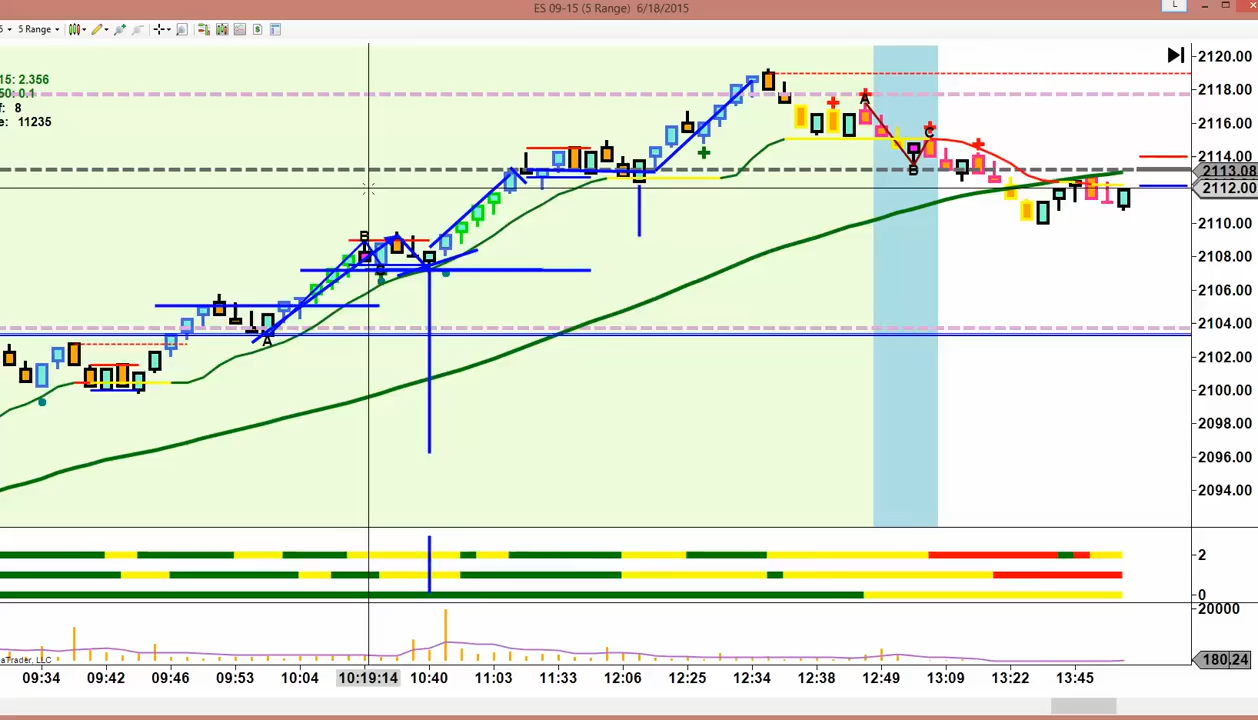 ES 09-15 (5 Range) 6/18/2015
L
5 Range
15: 2.356
50: 0.1
f: 8
e: 11235
2120.00
2118.00
2116.00
2114.00
2113.08
2112.00
2110.00
2108.00
2106.00
2104.00
2102.00
2100.00
2098.00
2096.00
2094.00
A
B
A
B
C
2
0
20000
180.24
aTrader, LLC
09:34 09:42 09:46 09:53 10:04 10:19:14 10:40 11:03 11:33 12:06 12:25 12:34 12:38 12:49 13:09 13:22 13:45